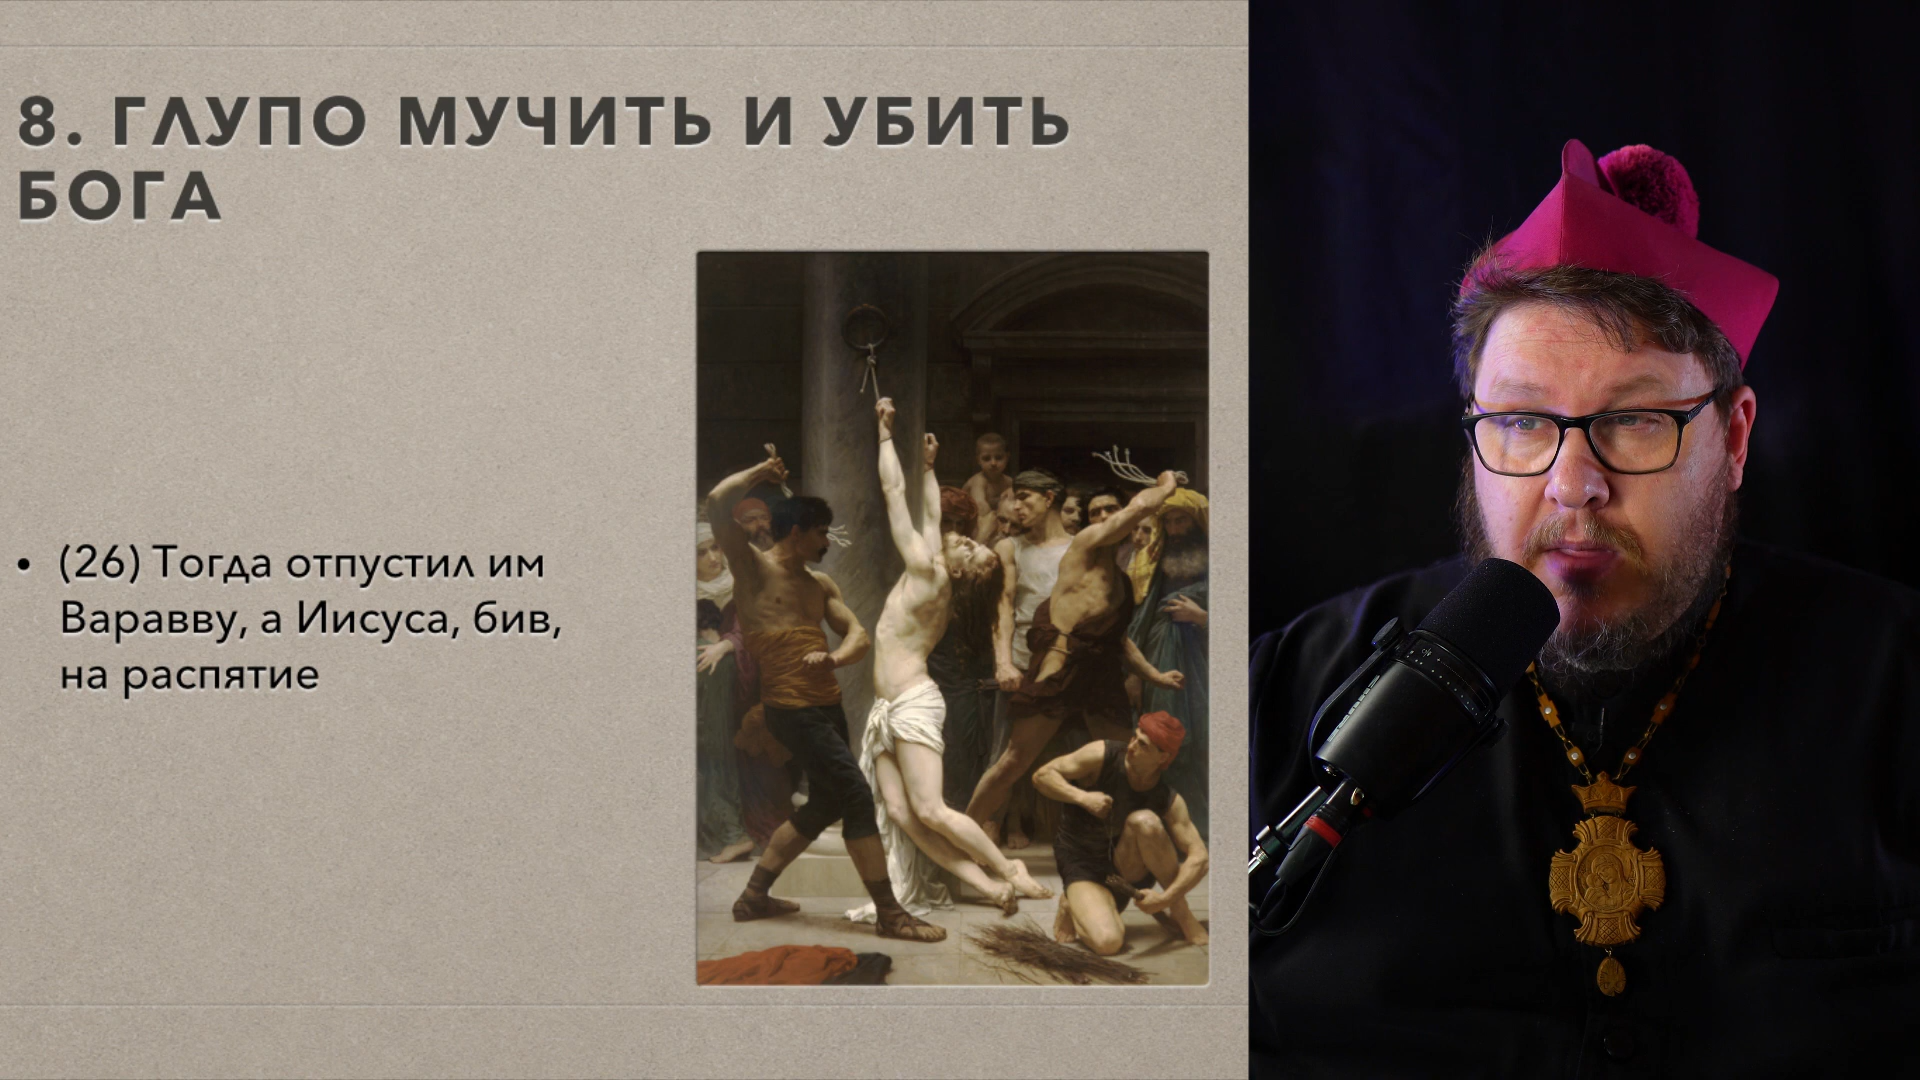 8. ГЛУПО МУЧИТЬ И УБИТЬ
БОГА
• (26) Тогда отпустил им
Варавву, а Иисуса, бив,
на распятие